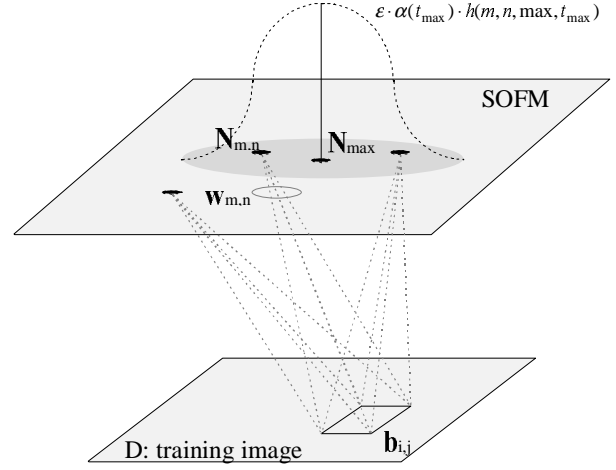 ε · α(t_max) · h(m, n, max, t_max)
SOFM
N_m.n
N_max
w_m,n
b_i,j
D: training image